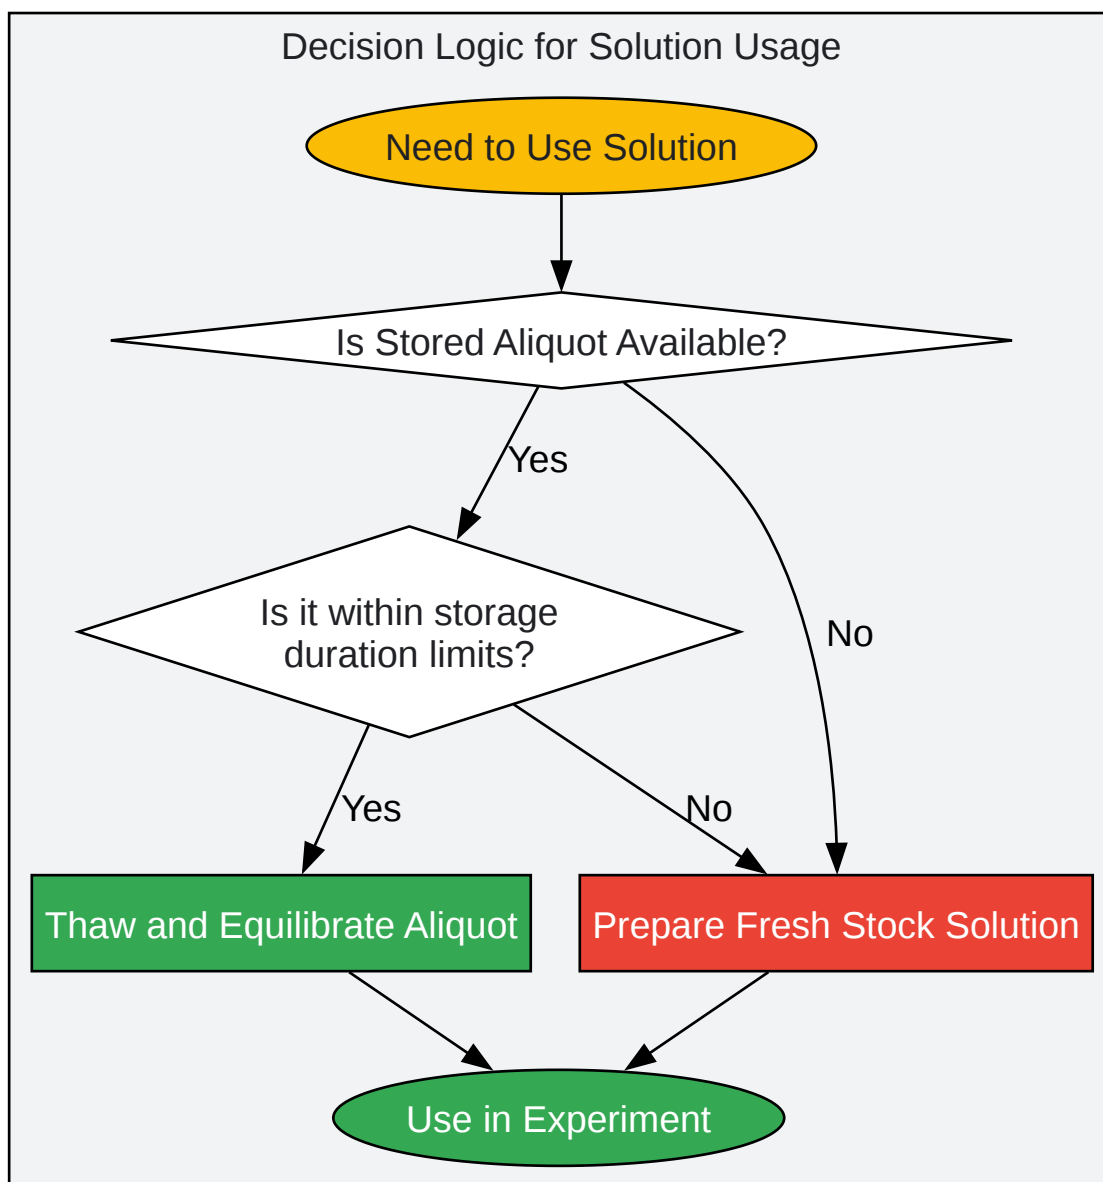 Decision Logic for Solution Usage
Need to Use Solution
Is Stored Aliquot Available?
Yes
Is it within storage
duration limits?
No
Yes
No
Thaw and Equilibrate Aliquot
Prepare Fresh Stock Solution
Use in Experiment